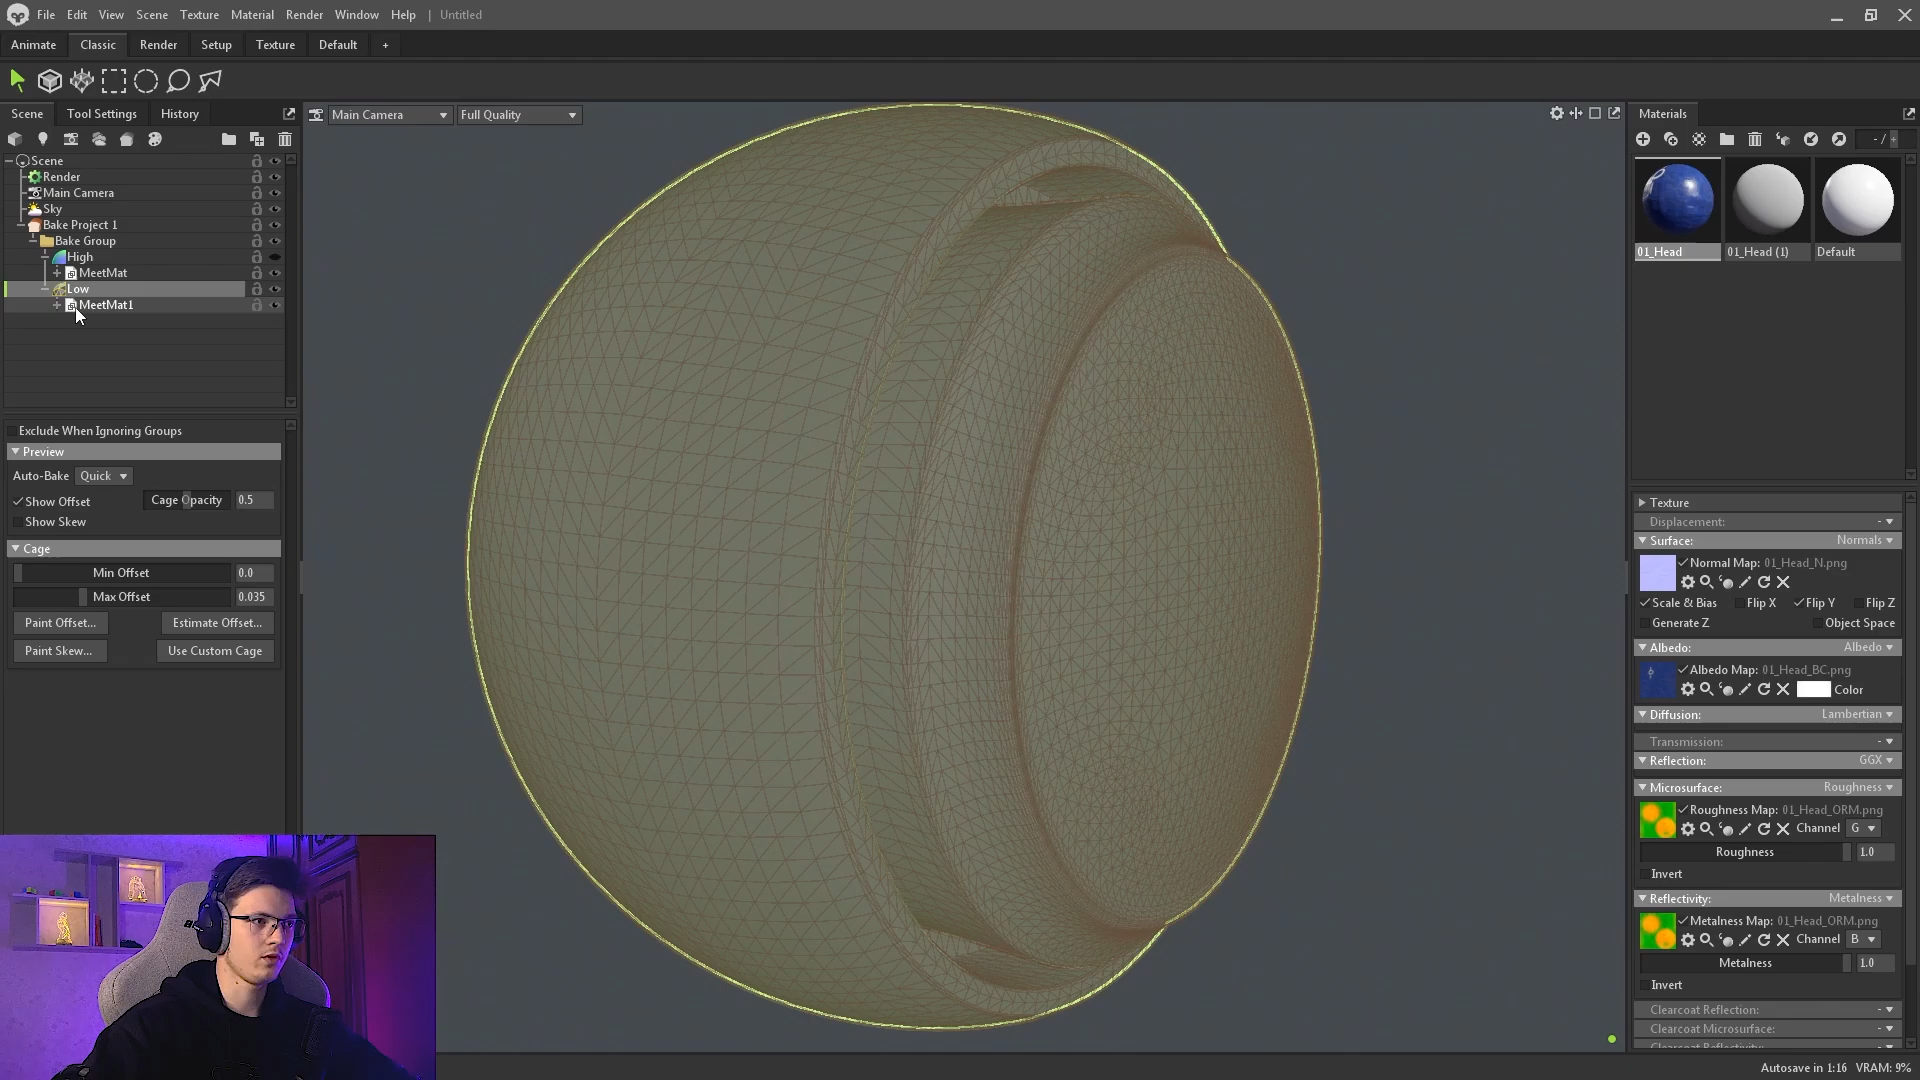 File Edit View Scene Texture Material Render Window Help | Untitled
Animate Classic Render Setup Texture Default +
Scene Tool Settings History
Main Camera Full Quality
Materials
- / +
Scene
Render
Main Camera
Sky
Bake Project 1
Bake Group
High
MeetMat
Low
MeetMat1
01_Head 01_Head (1) Default
Exclude When Ignoring Groups
Preview
Auto-Bake Quick
Show Offset Cage Opacity 0.5
Show Skew
Cage
Min Offset 0.0
Max Offset 0.035
Paint Offset... Estimate Offset...
Paint Skew... Use Custom Cage
Texture
Displacement: -
Surface: Normals
Normal Map: 01_Head_N.png
Scale & Bias Flip X Flip Y Flip Z
Generate Z Object Space
Albedo: Albedo
Albedo Map: 01_Head_BC.png
Color
Diffusion: Lambertian
Transmission: -
Reflection: GGX
Microsurface: Roughness
Roughness Map: 01_Head_ORM.png
Channel G
Roughness 1.0
Invert
Reflectivity: Metalness
Metalness Map: 01_Head_ORM.png
Channel B
Metalness 1.0
Invert
Clearcoat Reflection: -
Clearcoat Microsurface: -
Clearcoat Reflectivity: -
Autosave in 1:16 VRAM: 9%